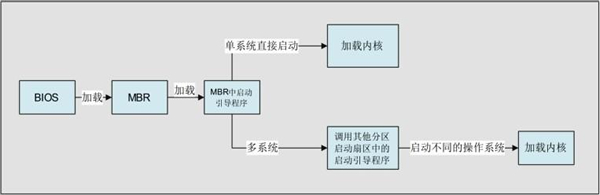 BIOS
加载
MBR
加载
MBR中启动
引导程序
单系统直接启动
加载内核
多系统
调用其他分区
启动扇区中的
启动引导程序
启动不同的操作系统
加载内核